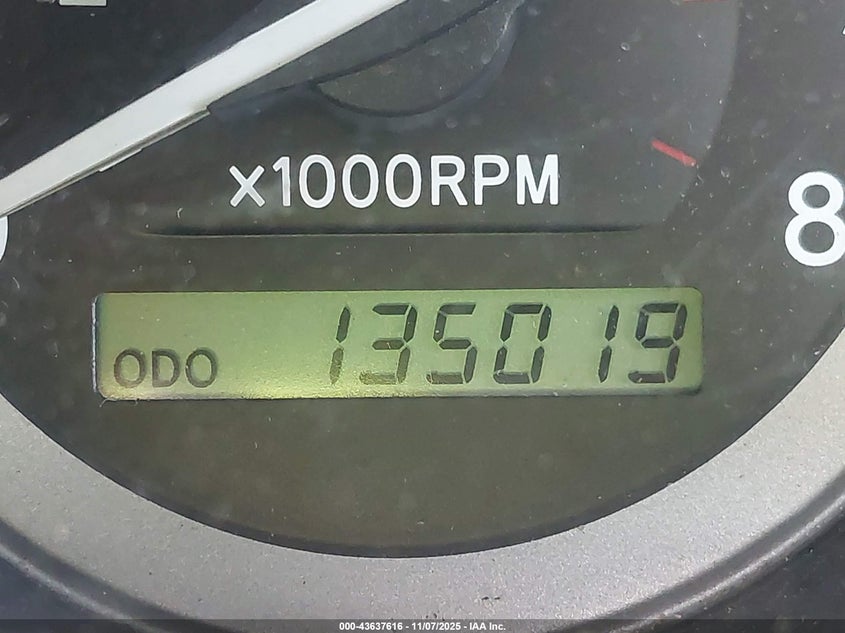 x1000RPM
8
ODO 135019
000-43637616 - 11/07/2025 - IAA Inc.